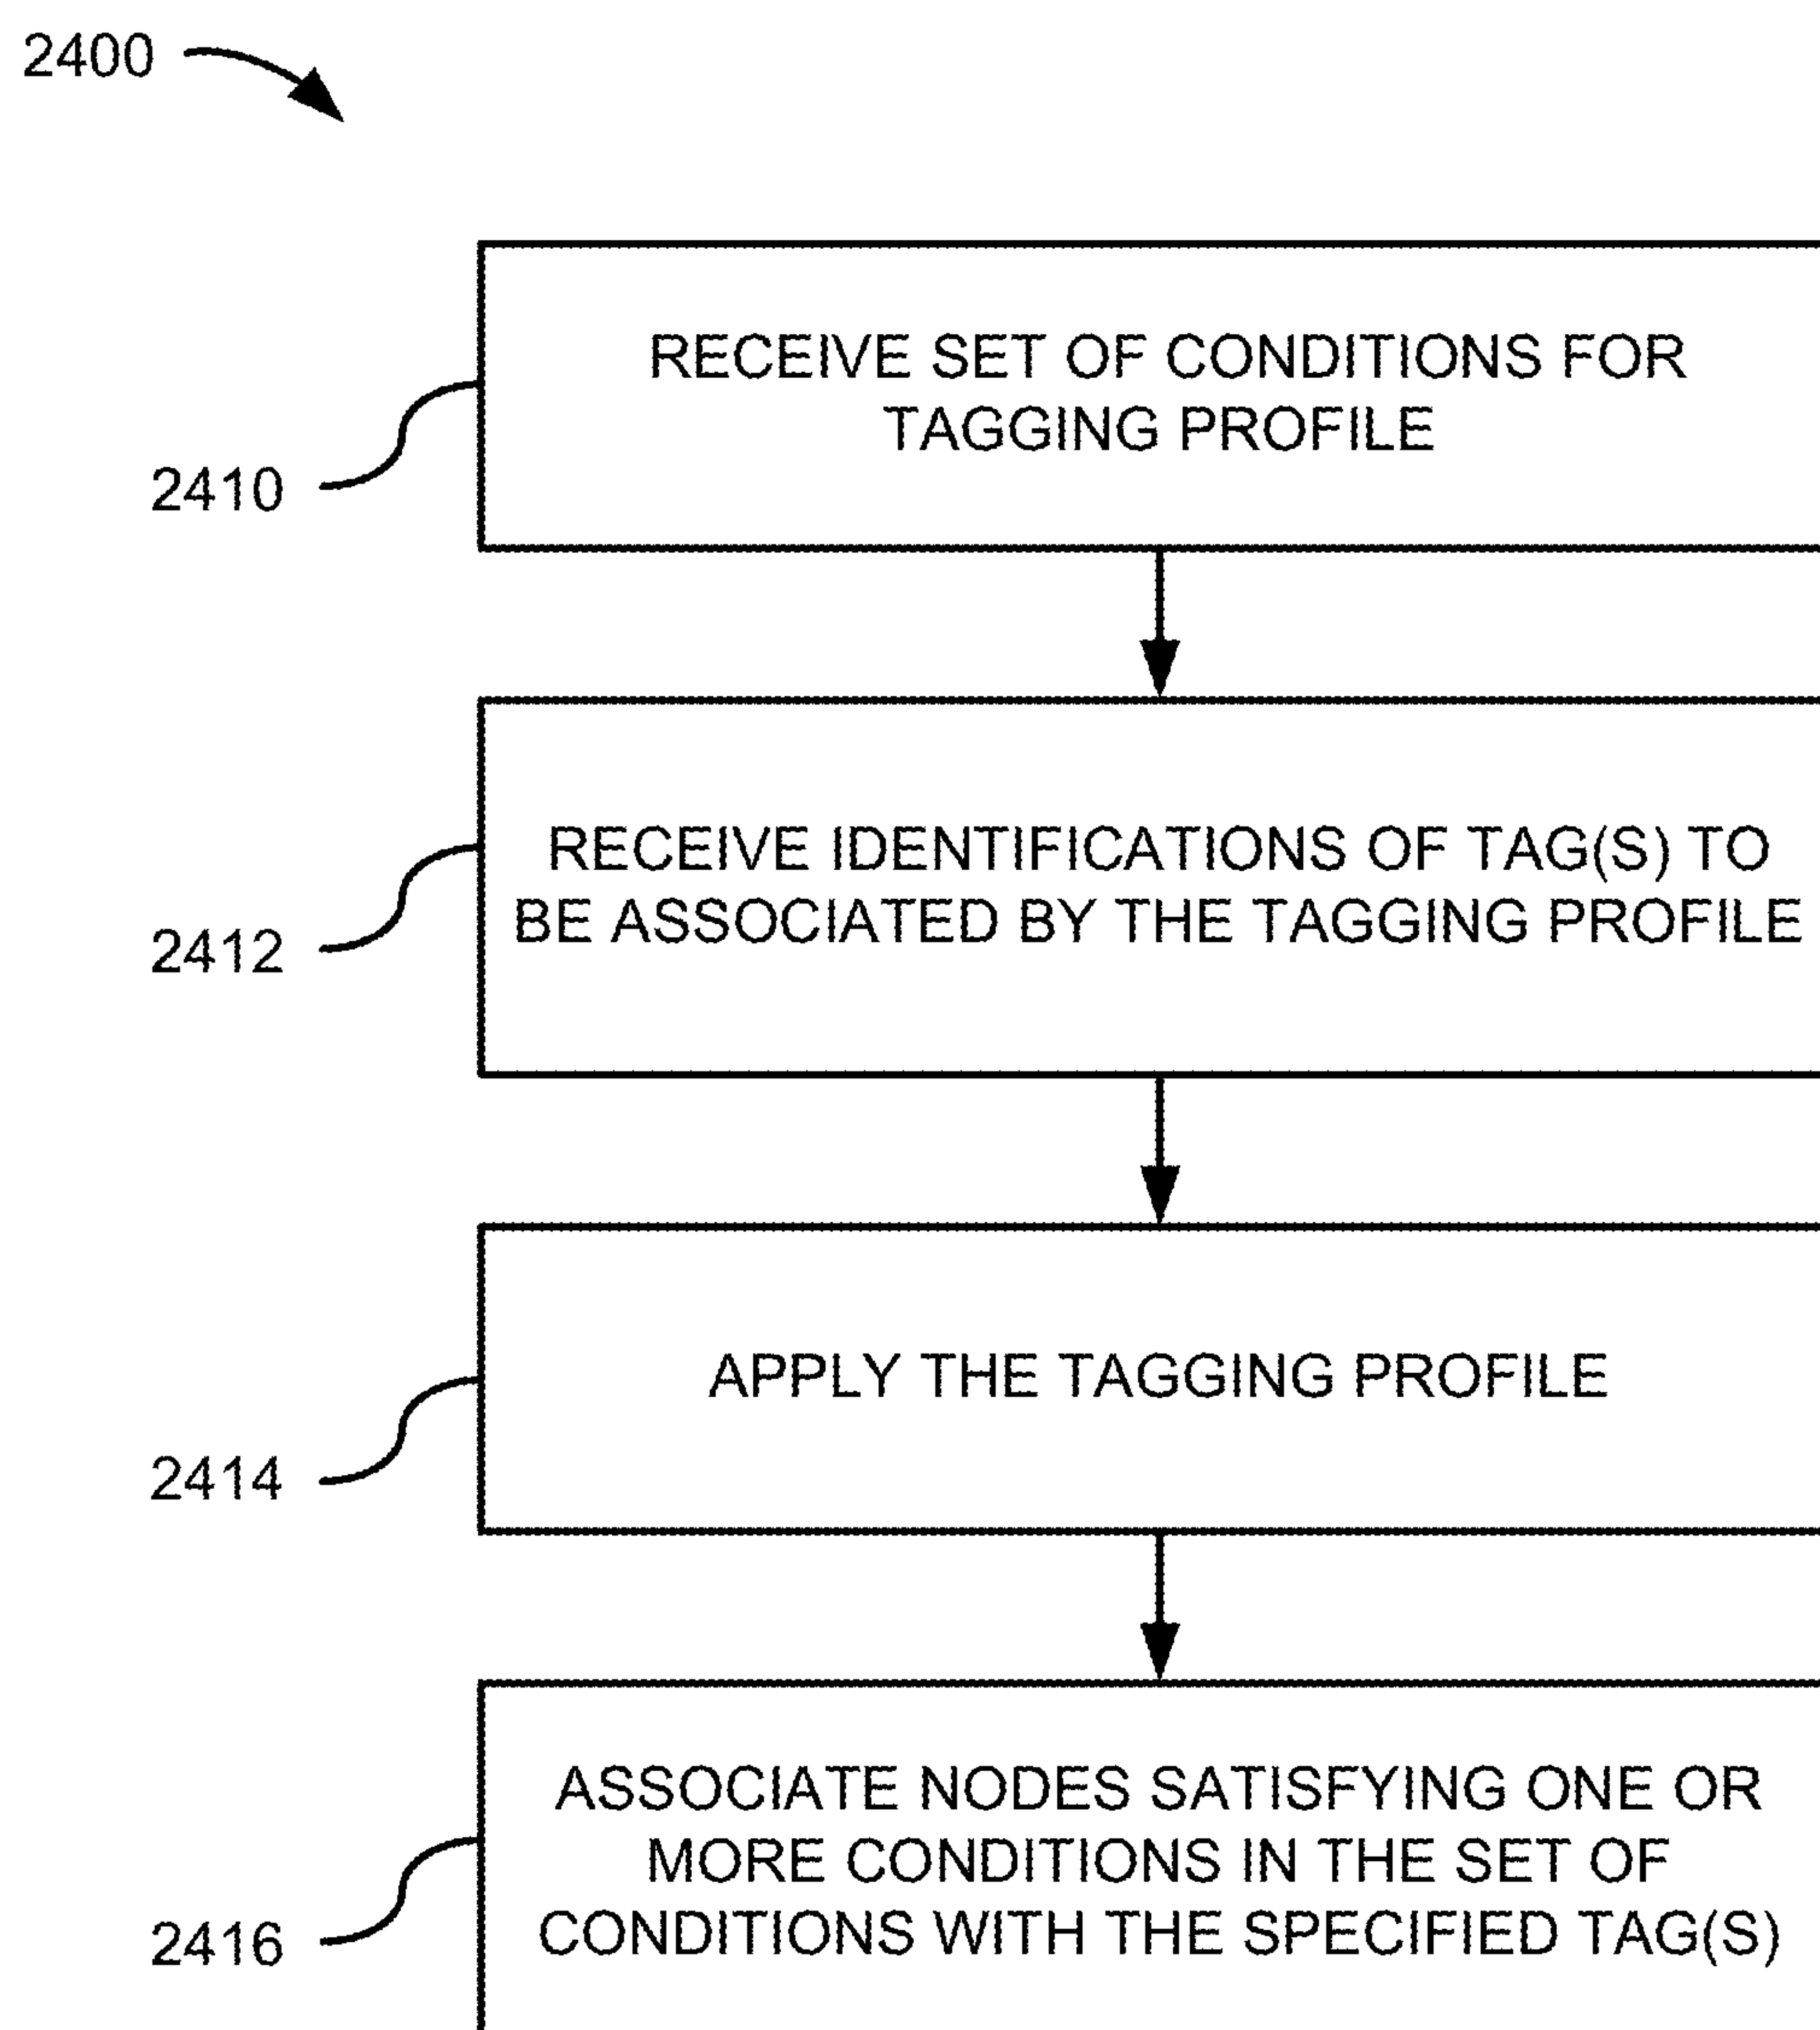 2400
RECEIVE SET OF CONDITIONS FOR
TAGGING PROFILE
2410
RECEIVE IDENTIFICATIONS OF TAG(S) TO
BE ASSOCIATED BY THE TAGGING PROFILE
2412
APPLY THE TAGGING PROFILE
2414
ASSOCIATE NODES SATISFYING ONE OR
MORE CONDITIONS IN THE SET OF
CONDITIONS WITH THE SPECIFIED TAG(S)
2416